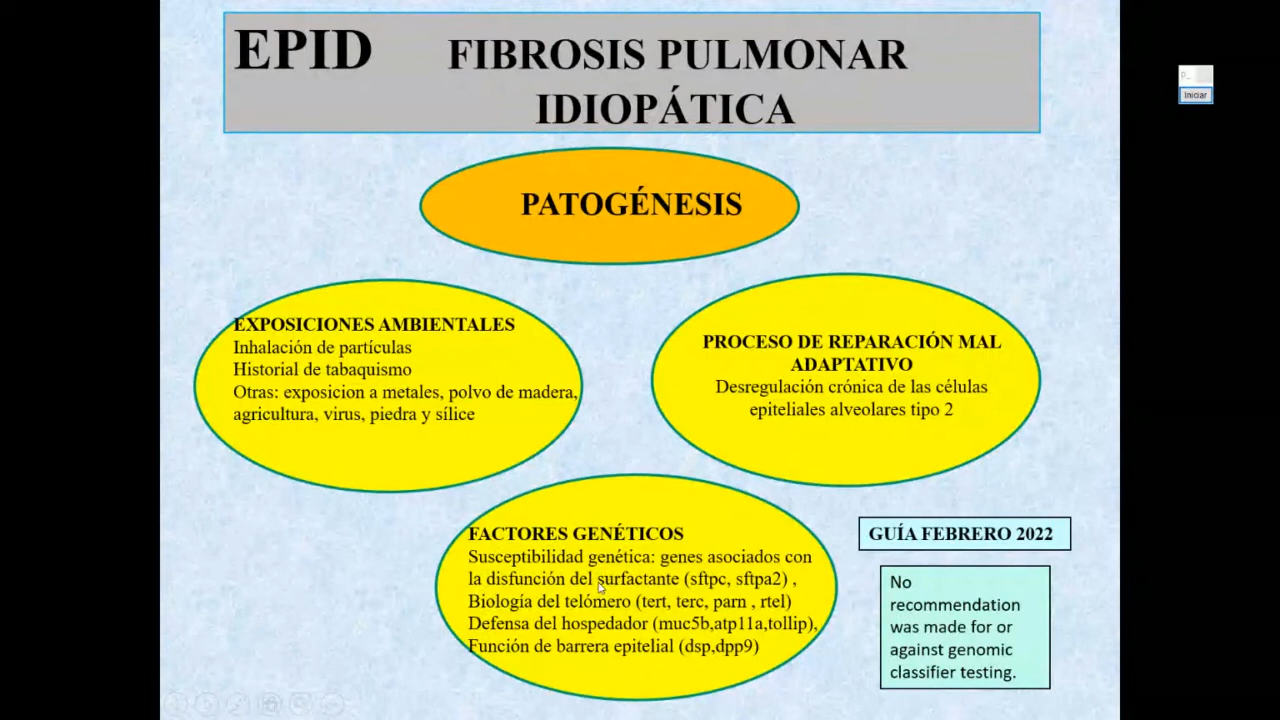 EPID FIBROSIS PULMONAR
IDIOPÁTICA
PATOGÉNESIS
EXPOSICIONES AMBIENTALES
Inhalación de partículas
Historial de tabaquismo
Otras: exposicion a metales, polvo de madera,
agricultura, virus, piedra y sílice
PROCESO DE REPARACIÓN MAL
ADAPTATIVO
Desregulación crónica de las células
epiteliales alveolares tipo 2
FACTORES GENÉTICOS
Susceptibilidad genética: genes asociados con
la disfunción del surfactante (sftpc, sftpa2) ,
Biología del telómero (tert, terc, parn , rtel)
Defensa del hospedador (muc5b,atp11a,tollip),
Función de barrera epitelial (dsp,dpp9)
GUÍA FEBRERO 2022
No
recommendation
was made for or
against genomic
classifier testing.
P...
Iniciar